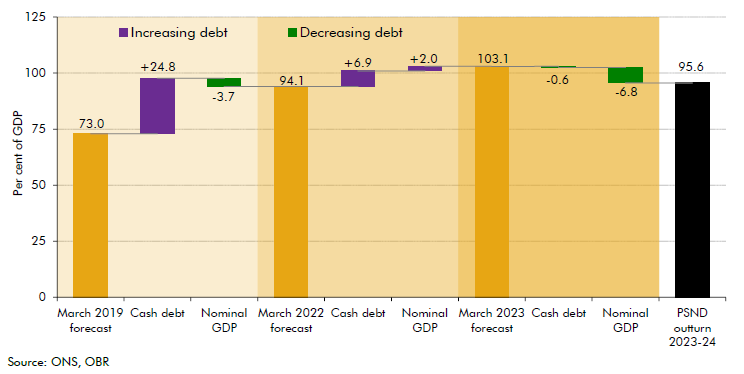 125
100
75
50
25
0
Per cent of GDP
Increasing debt
Decreasing debt
73.0
+24.8
-3.7
94.1
+6.9
+2.0
103.1
-0.6
-6.8
95.6
March 2019
forecast
Cash debt
Nominal
GDP
March 2022
forecast
Cash debt
Nominal
GDP
March 2023
forecast
Cash debt
Nominal
GDP
PSND
outturn
2023-24
Source: ONS, OBR